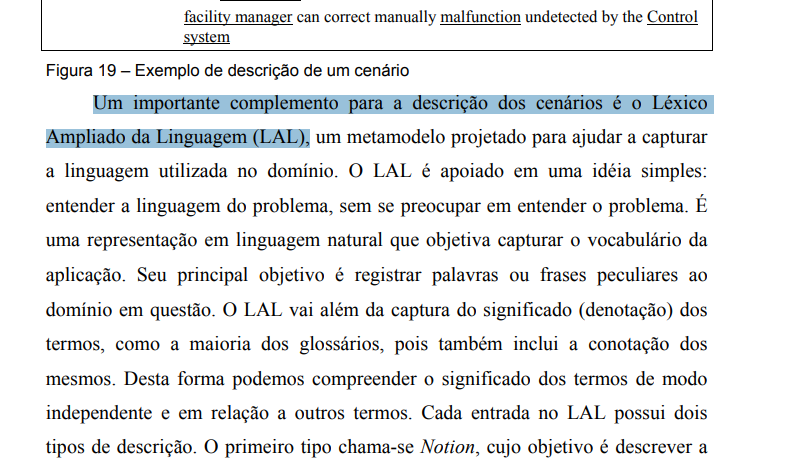 facility manager can correct manually malfunction undetected by the Control
system
Figura 19 – Exemplo de descrição de um cenário
Um importante complemento para a descrição dos cenários é o Léxico
Ampliado da Linguagem (LAL), um metamodelo projetado para ajudar a capturar
a linguagem utilizada no domínio. O LAL é apoiado em uma idéia simples:
entender a linguagem do problema, sem se preocupar em entender o problema. É
uma representação em linguagem natural que objetiva capturar o vocabulário da
aplicação. Seu principal objetivo é registrar palavras ou frases peculiares ao
domínio em questão. O LAL vai além da captura do significado (denotação) dos
termos, como a maioria dos glossários, pois também inclui a conotação dos
mesmos. Desta forma podemos compreender o significado dos termos de modo
independente e em relação a outros termos. Cada entrada no LAL possui dois
tipos de descrição. O primeiro tipo chama-se Notion, cujo objetivo é descrever a